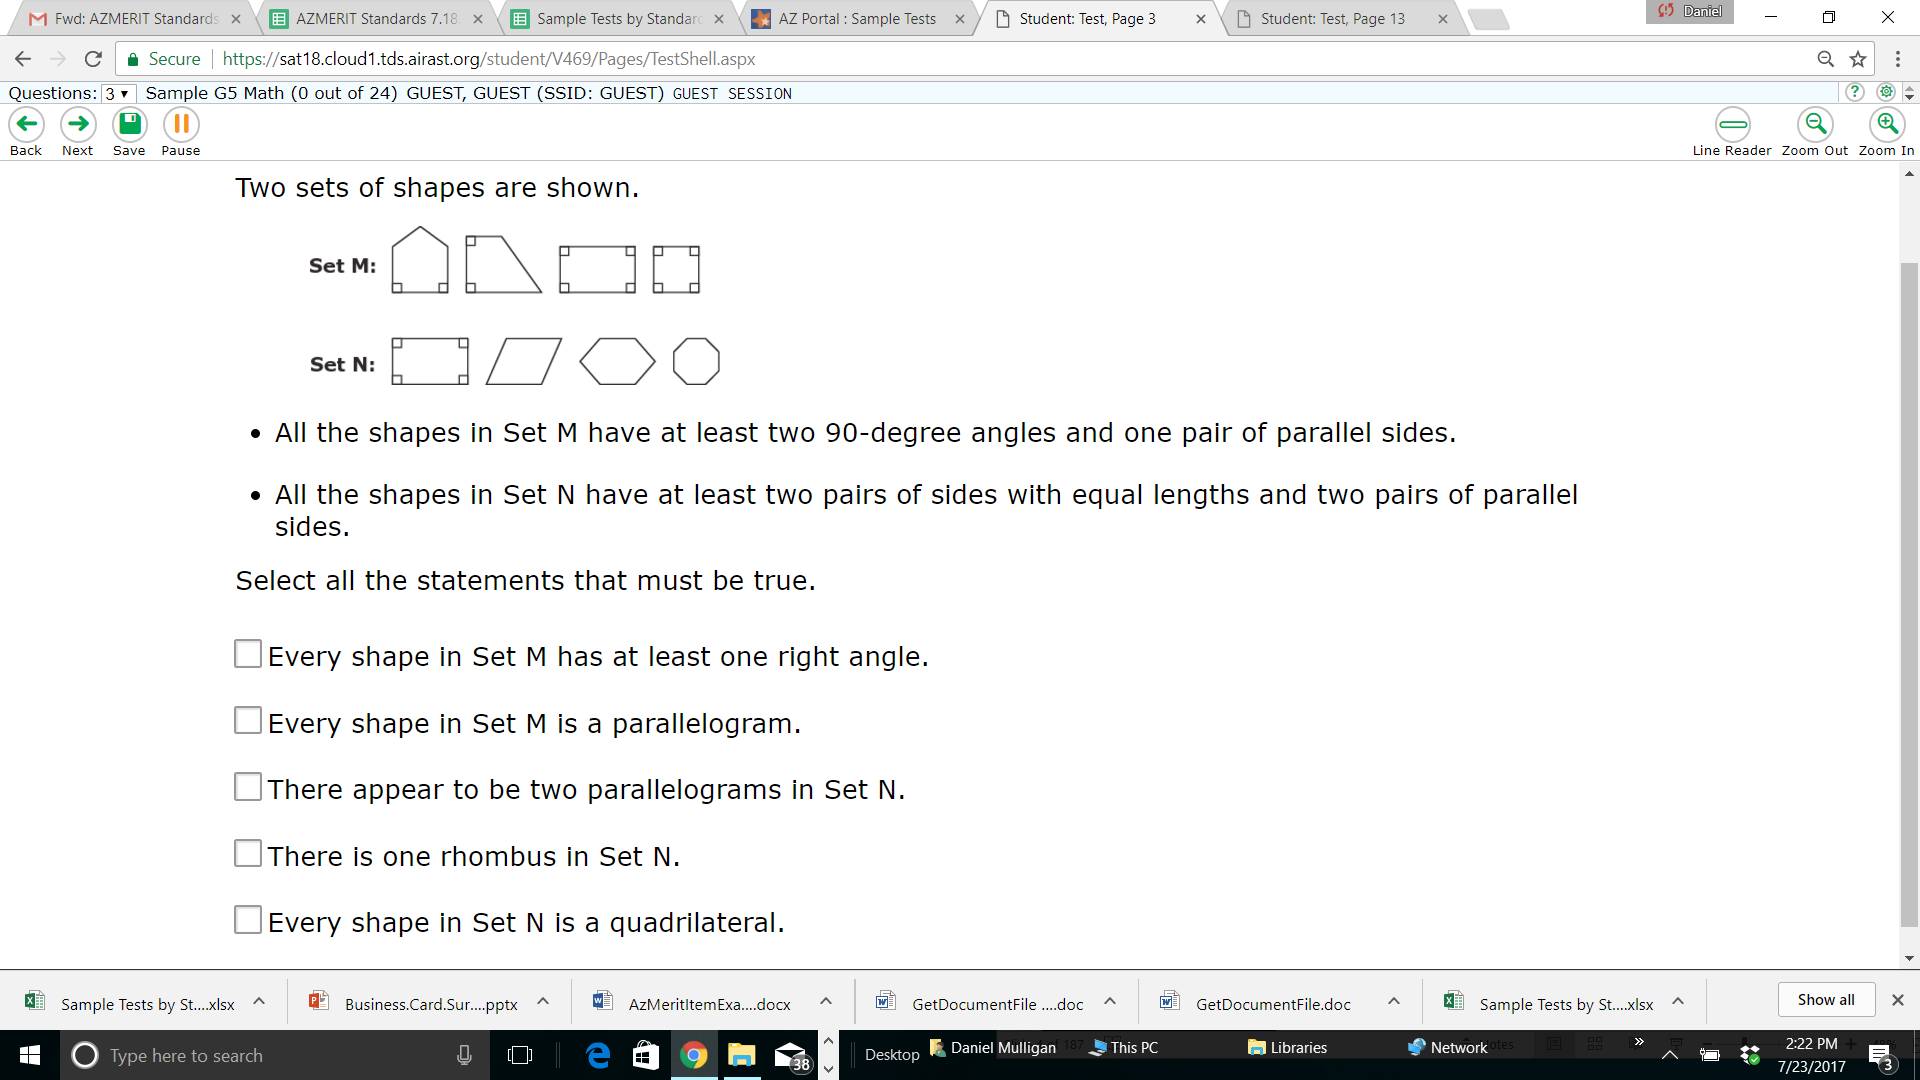 Fwd: AZMERIT Standards
AZMERIT Standards 7.18
Sample Tests by Standar
AZ Portal : Sample Tests
Student: Test, Page 3
Student: Test, Page 13
Daniel
Secure
https://sat18.cloud1.tds.airast.org/student/V469/Pages/TestShell.aspx
Questions: 3 Sample G5 Math (0 out of 24) GUEST, GUEST (SSID: GUEST) GUEST SESSION
Back
Next
Save
Pause
Line Reader
Zoom Out
Zoom In
Two sets of shapes are shown.
Set M:
Set N:
• All the shapes in Set M have at least two 90-degree angles and one pair of parallel sides.
• All the shapes in Set N have at least two pairs of sides with equal lengths and two pairs of parallel
sides.
Select all the statements that must be true.
Every shape in Set M has at least one right angle.
Every shape in Set M is a parallelogram.
There appear to be two parallelograms in Set N.
There is one rhombus in Set N.
Every shape in Set N is a quadrilateral.
Sample Tests by St....xlsx
Business.Card.Sur....pptx
AzMeritItemExa....docx
GetDocumentFile ....doc
GetDocumentFile.doc
Sample Tests by St....xlsx
Show all
Type here to search
38
Desktop
Daniel Mulligan
This PC
Libraries
Network
2:22 PM
7/23/2017
3